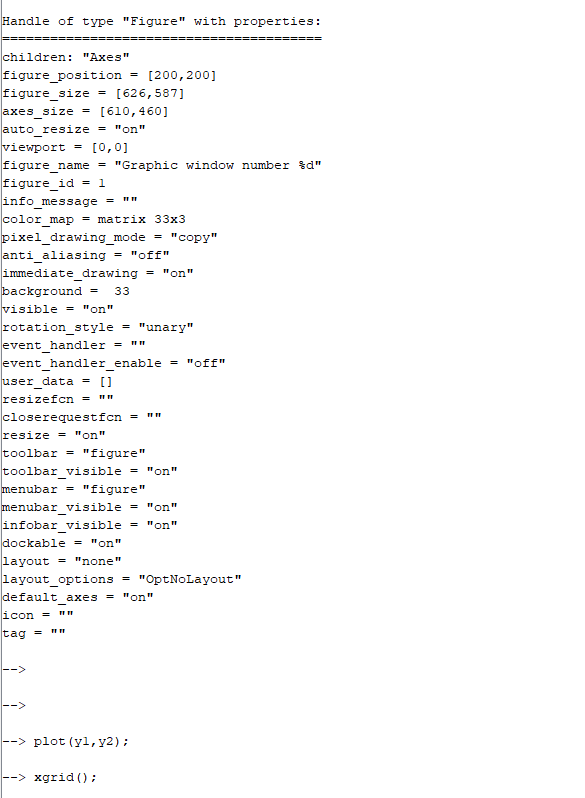 Handle of type "Figure" with properties:
========================================
children: "Axes"
figure_position = [200,200]
figure_size = [626,587]
axes_size = [610,460]
auto_resize = "on"
viewport = [0,0]
figure_name = "Graphic window number %d"
figure_id = 1
info_message = ""
color_map = matrix 33x3
pixel_drawing_mode = "copy"
anti_aliasing = "off"
immediate_drawing = "on"
background =  33
visible = "on"
rotation_style = "unary"
event_handler = ""
event_handler_enable = "off"
user_data = []
resizefcn = ""
closerequestfcn = ""
resize = "on"
toolbar = "figure"
toolbar_visible = "on"
menubar = "figure"
menubar_visible = "on"
infobar_visible = "on"
dockable = "on"
layout = "none"
layout_options = "OptNoLayout"
default_axes = "on"
icon = ""
tag = ""
-->
-->
--> plot(y1,y2);
--> xgrid();